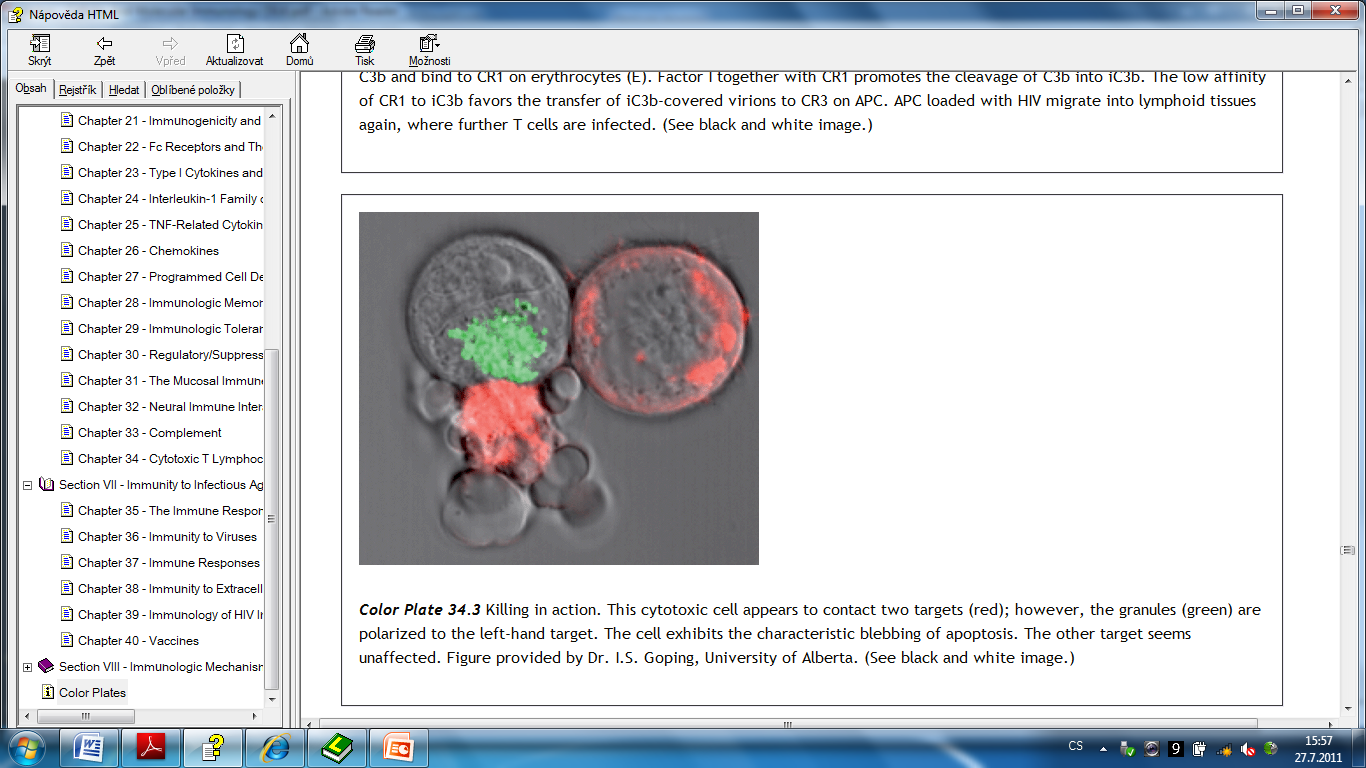 Nápověda HTML
Skrýt Zpět Vpřed Aktualizovat Domů Tisk Možnosti
Obsah Rejstřík Hledat Oblíbené položky
Chapter 21 - Immunogenicity and
Chapter 22 - Fc Receptors and Th
Chapter 23 - Type I Cytokines and
Chapter 24 - Interleukin-1 Family
Chapter 25 - TNF-Related Cytokin
Chapter 26 - Chemokines
Chapter 27 - Programmed Cell De
Chapter 28 - Immunologic Memor
Chapter 29 - Immunologic Toleran
Chapter 30 - Regulatory/Suppress
Chapter 31 - The Mucosal Immune
Chapter 32 - Neural Immune Inter
Chapter 33 - Complement
Chapter 34 - Cytotoxic T Lymphoc
Section VII - Immunity to Infectious Ag
Chapter 35 - The Immune Respon
Chapter 36 - Immunity to Viruses
Chapter 37 - Immune Responses
Chapter 38 - Immunity to Extracell
Chapter 39 - Immunology of HIV In
Chapter 40 - Vaccines
Section VIII - Immunologic Mechanism
Color Plates
C3b and bind to CR1 on erythrocytes (E). Factor I together with CR1 promotes the cleavage of C3b into iC3b. The low affinity
of CR1 to iC3b favors the transfer of iC3b-covered virions to CR3 on APC. APC loaded with HIV migrate into lymphoid tissues
again, where further T cells are infected. (See black and white image.)
Color Plate 34.3 Killing in action. This cytotoxic cell appears to contact two targets (red); however, the granules (green) are
polarized to the left-hand target. The cell exhibits the characteristic blebbing of apoptosis. The other target seems
unaffected. Figure provided by Dr. I.S. Goping, University of Alberta. (See black and white image.)
CS
9
15:57
27.7.2011